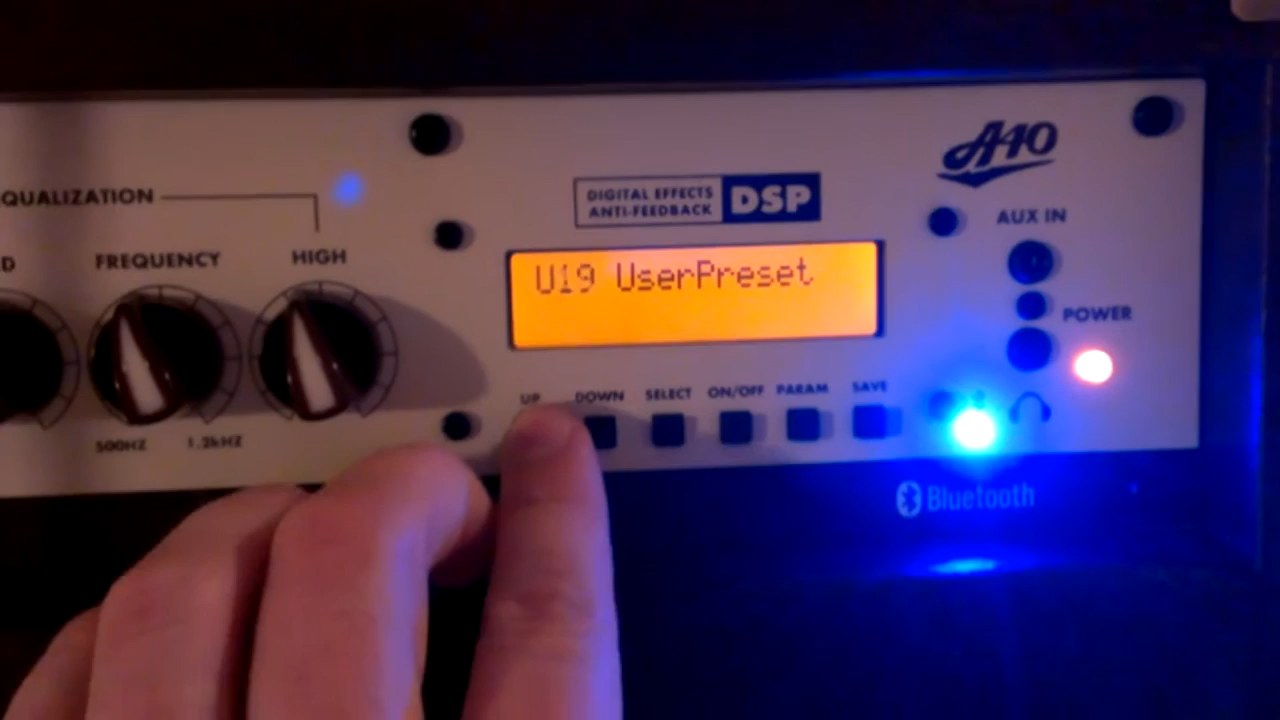 A40
DIGITAL EFFECTS
ANTI-FEEDBACK
DSP
QUALIZATION
AUX IN
D
FREQUENCY
HIGH
U19 UserPreset
POWER
UP
DOWN
SELECT
ON/OFF
PARAM
SAVE
500HZ
1.2kHZ
Bluetooth